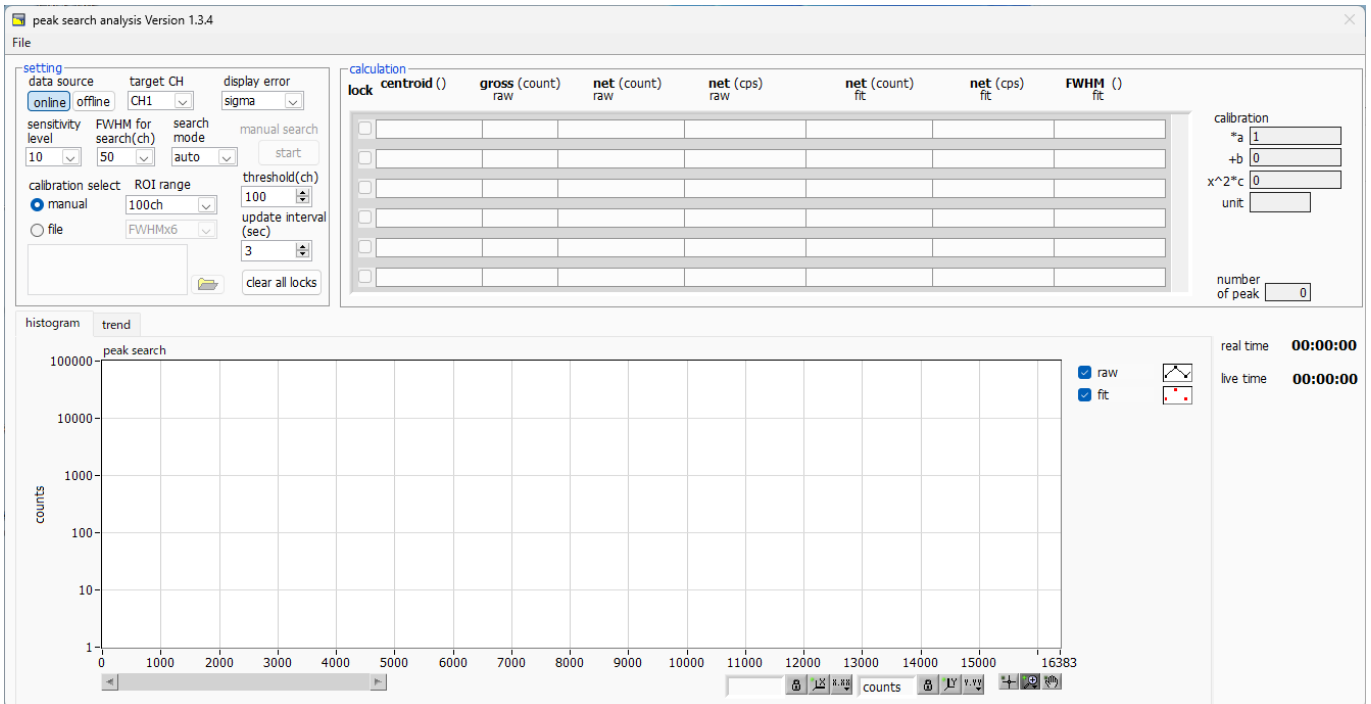 peak search analysis Version 1.3.4
File
setting
data source target CH display error
online offline CH1 sigma
sensitivity level FWHM for search(ch) search mode manual search
10 50 auto start
calibration select ROI range threshold(ch)
manual 100ch 100
update interval (sec)
file FWHMx6
3
clear all locks
calculation
lock centroid () gross (count) raw net (count) raw net (cps) raw net (count) fit net (cps) fit FWHM () fit
calibration
*a 1
+b 0
x^2*c 0
unit
number of peak 0
histogram trend
peak search
100000
10000
1000
100
10
1
counts
0 1000 2000 3000 4000 5000 6000 7000 8000 9000 10000 11000 12000 13000 14000 15000 16383
raw
fit
real time 00:00:00
live time 00:00:00
X X.XX counts Y Y.YY